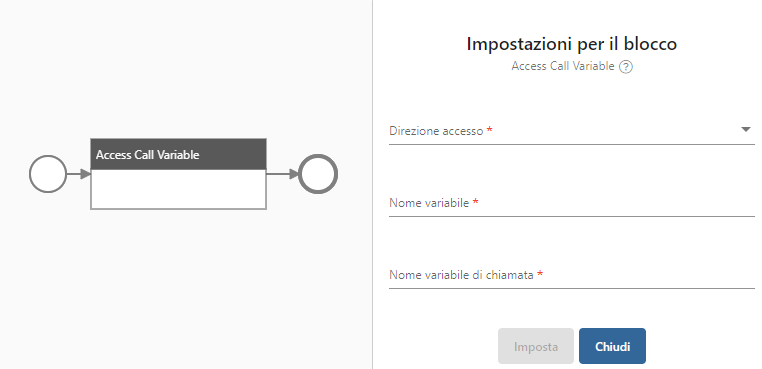 Access Call Variable
Impostazioni per il blocco
Access Call Variable ?
Direzione accesso *
Nome variabile *
Nome variabile di chiamata *
Imposta
Chiudi